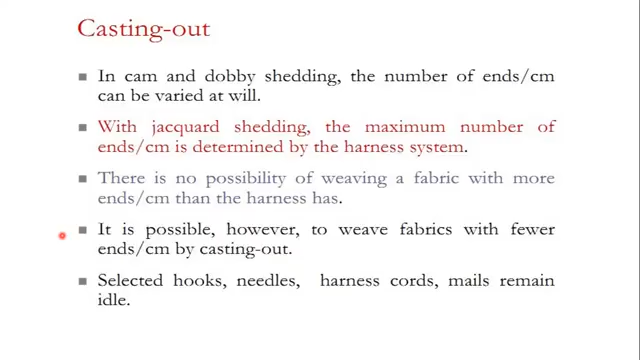 Casting-out
In cam and dobby shedding, the number of ends/cm
can be varied at will.
With jacquard shedding, the maximum number of
ends/cm is determined by the harness system.
There is no possibility of weaving a fabric with more
ends/cm than the harness has.
It is possible, however, to weave fabrics with fewer
ends/cm by casting-out.
Selected hooks, needles, harness cords, mails remain
idle.